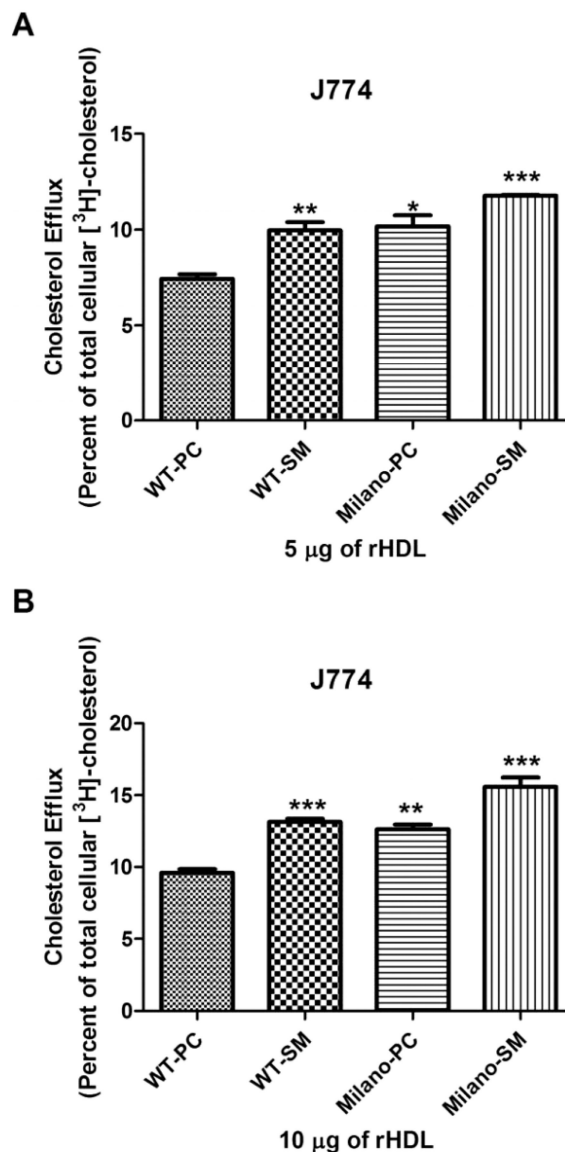 A
J774
Cholesterol Efflux
(Percent of total cellular [³H]-cholesterol)
15
10
5
0
**
*
***
WT-PC
WT-SM
Milano-PC
Milano-SM
5 µg of rHDL
B
J774
Cholesterol Efflux
(Percent of total cellular [³H]-cholesterol)
20
15
10
5
0
***
**
***
WT-PC
WT-SM
Milano-PC
Milano-SM
10 µg of rHDL